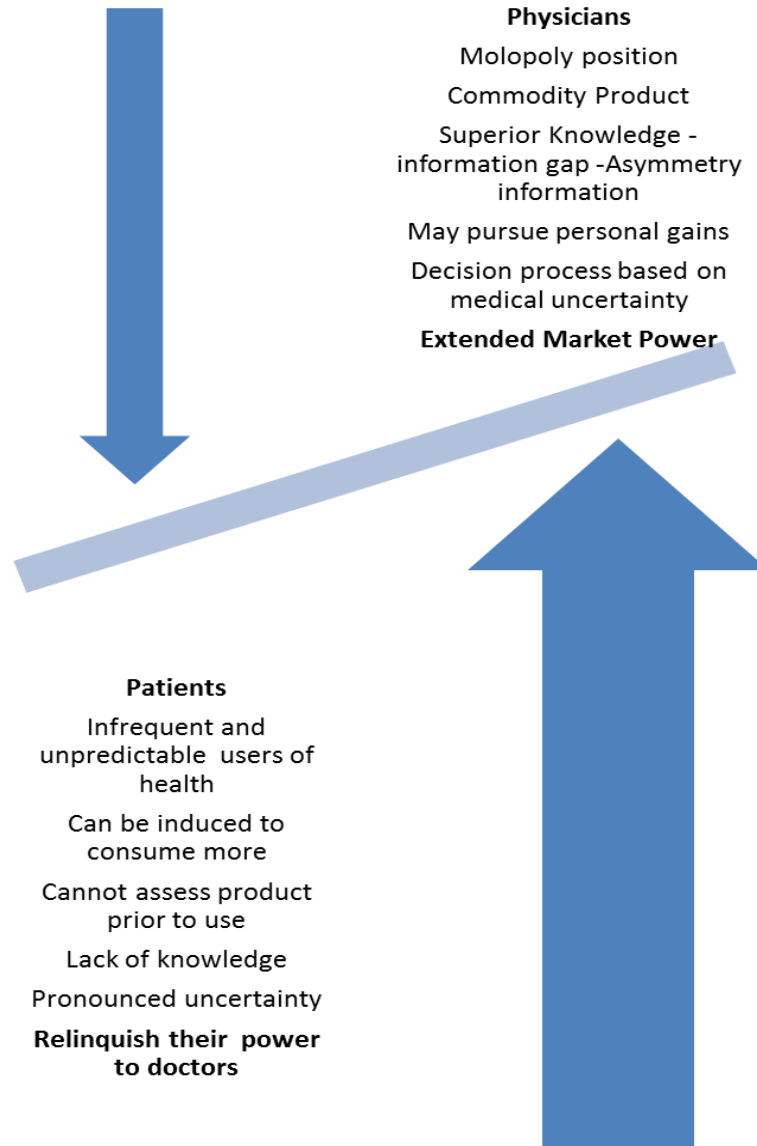 Physicians
Molopoly position
Commodity Product
Superior Knowledge -
information gap -Asymmetry
information
May pursue personal gains
Decision process based on
medical uncertainty
Extended Market Power
Patients
Infrequent and
unpredictable users of
health
Can be induced to
consume more
Cannot assess product
prior to use
Lack of knowledge
Pronounced uncertainty
Relinquish their power
to doctors